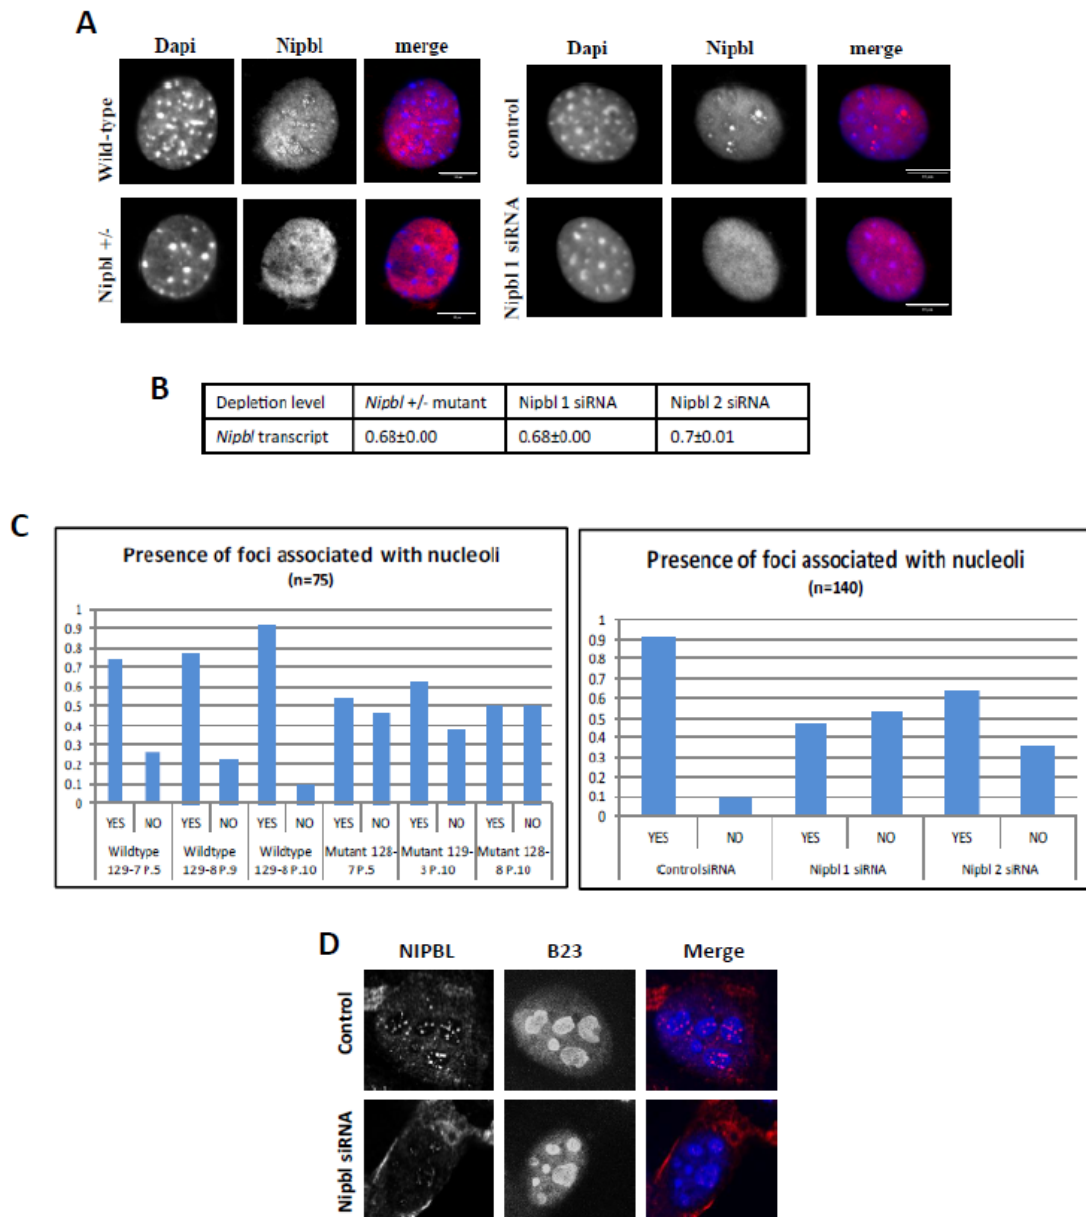 A
Dapi Nipbl merge
Dapi Nipbl merge
Wild-type
control
Nipbl +/-
Nipbl 1 siRNA
B
Depletion level Nipbl +/- mutant Nipbl 1 siRNA Nipbl 2 siRNA
Nipbl transcript 0.68±0.00 0.68±0.00 0.7±0.01
C
Presence of foci associated with nucleoli
(n=75)
1
0.9
0.8
0.7
0.6
0.5
0.4
0.3
0.2
0.1
0
YES NO YES NO YES NO YES NO YES NO YES NO
Wildtype Wildtype Wildtype Mutant 128- Mutant 129- Mutant 128-
129-7 P.5 129-8 P.9 129-8 P.10 7 P.5 3 P.10 8 P.10
Presence of foci associated with nucleoli
(n=140)
1
0.9
0.8
0.7
0.6
0.5
0.4
0.3
0.2
0.1
0
YES NO YES NO YES NO
ControlsiRNA Nipbl 1 siRNA Nipbl 2 siRNA
D
NIPBL B23 Merge
Control
Nipbl siRNA